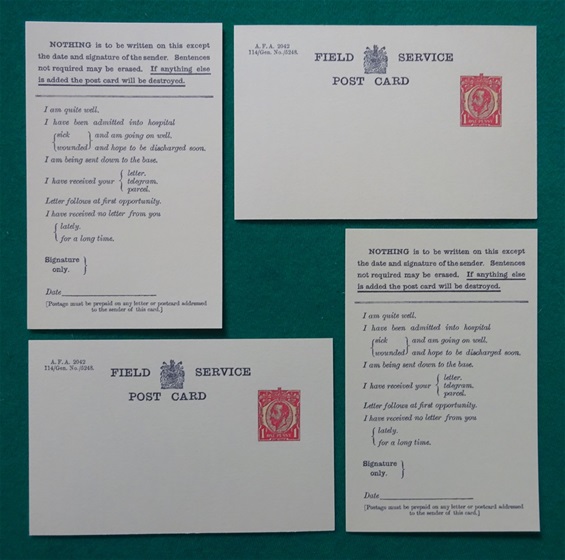 NOTHING is to be written on this except
the date and signature of the sender. Sentences
not required may be erased. If anything else
is added the post card will be destroyed.
I am quite well.
I have been admitted into hospital
{sick } and am going on well.
{wounded} and hope to be discharged soon.
I am being sent down to the base.
I have received your { letter.
telegram.
parcel.
Letter follows at first opportunity.
I have received no letter from you
{ lately.
for a long time.
Signature
only. }
Date
[Postage must be prepaid on any letter or postcard addressed
to the sender of this card.]
A.F.A. 2042
114/Gen. No./5248.
FIELD SERVICE
POST CARD
1 1
A.F.A. 2042
114/Gen. No./5248.
FIELD SERVICE
POST CARD
1 1
NOTHING is to be written on this except
the date and signature of the sender. Sentences
not required may be erased. If anything else
is added the post card will be destroyed.
I am quite well.
I have been admitted into hospital
{sick } and am going on well.
{wounded} and hope to be discharged soon.
I am being sent down to the base.
I have received your { letter.
telegram.
parcel.
Letter follows at first opportunity.
I have received no letter from you
{ lately.
for a long time.
Signature
only. }
Date
[Postage must be prepaid on any letter or postcard addressed
to the sender of this card.]